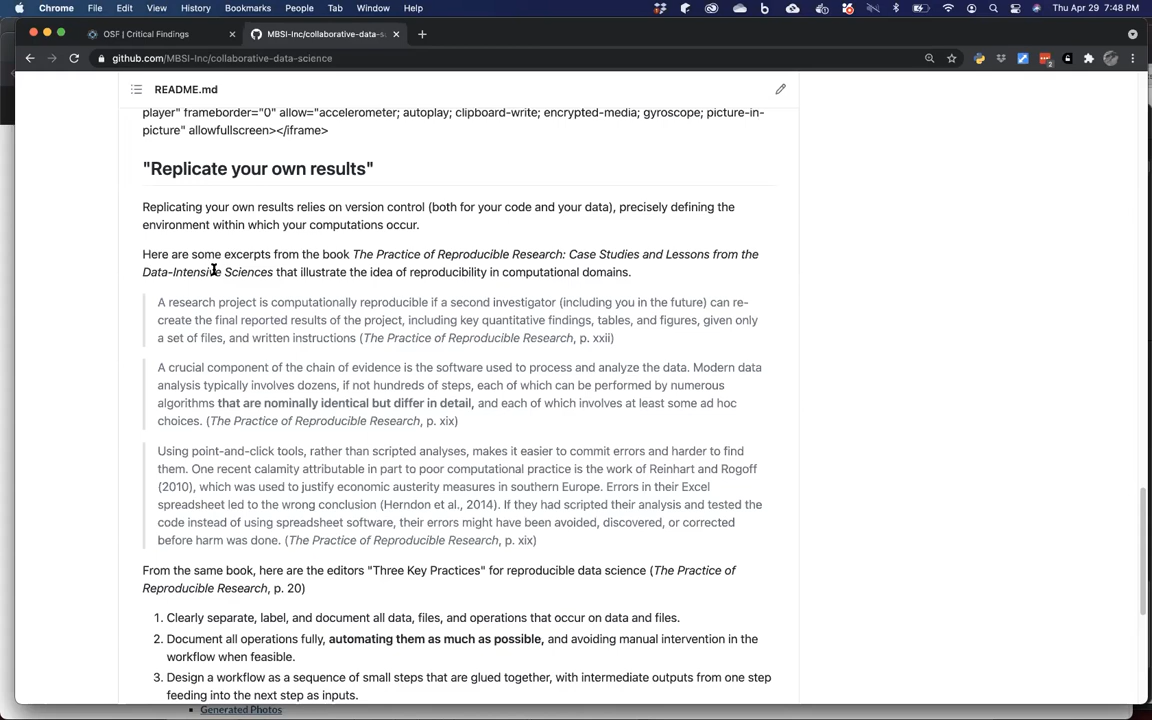 Chrome File Edit View History Bookmarks People Tab Window Help Thu Apr 29 7:48 PM
OSF | Critical Findings MBSI-Inc/collaborative-data-s
github.com/MBSI-Inc/collaborative-data-science
README.md
player" frameborder="0" allow="accelerometer; autoplay; clipboard-write; encrypted-media; gyroscope; picture-in-
picture" allowfullscreen></iframe>
"Replicate your own results"
Replicating your own results relies on version control (both for your code and your data), precisely defining the
environment within which your computations occur.
Here are some excerpts from the book The Practice of Reproducible Research: Case Studies and Lessons from the
Data-Intensive Sciences that illustrate the idea of reproducibility in computational domains.
A research project is computationally reproducible if a second investigator (including you in the future) can re-
create the final reported results of the project, including key quantitative findings, tables, and figures, given only
a set of files, and written instructions (The Practice of Reproducible Research, p. xxii)
A crucial component of the chain of evidence is the software used to process and analyze the data. Modern data
analysis typically involves dozens, if not hundreds of steps, each of which can be performed by numerous
algorithms that are nominally identical but differ in detail, and each of which involves at least some ad hoc
choices. (The Practice of Reproducible Research, p. xix)
Using point-and-click tools, rather than scripted analyses, makes it easier to commit errors and harder to find
them. One recent calamity attributable in part to poor computational practice is the work of Reinhart and Rogoff
(2010), which was used to justify economic austerity measures in southern Europe. Errors in their Excel
spreadsheet led to the wrong conclusion (Herndon et al., 2014). If they had scripted their analysis and tested the
code instead of using spreadsheet software, their errors might have been avoided, discovered, or corrected
before harm was done. (The Practice of Reproducible Research, p. xix)
From the same book, here are the editors "Three Key Practices" for reproducible data science (The Practice of
Reproducible Research, p. 20)
1. Clearly separate, label, and document all data, files, and operations that occur on data and files.
2. Document all operations fully, automating them as much as possible, and avoiding manual intervention in the
workflow when feasible.
3. Design a workflow as a sequence of small steps that are glued together, with intermediate outputs from one step
feeding into the next step as inputs.
Generated Photos